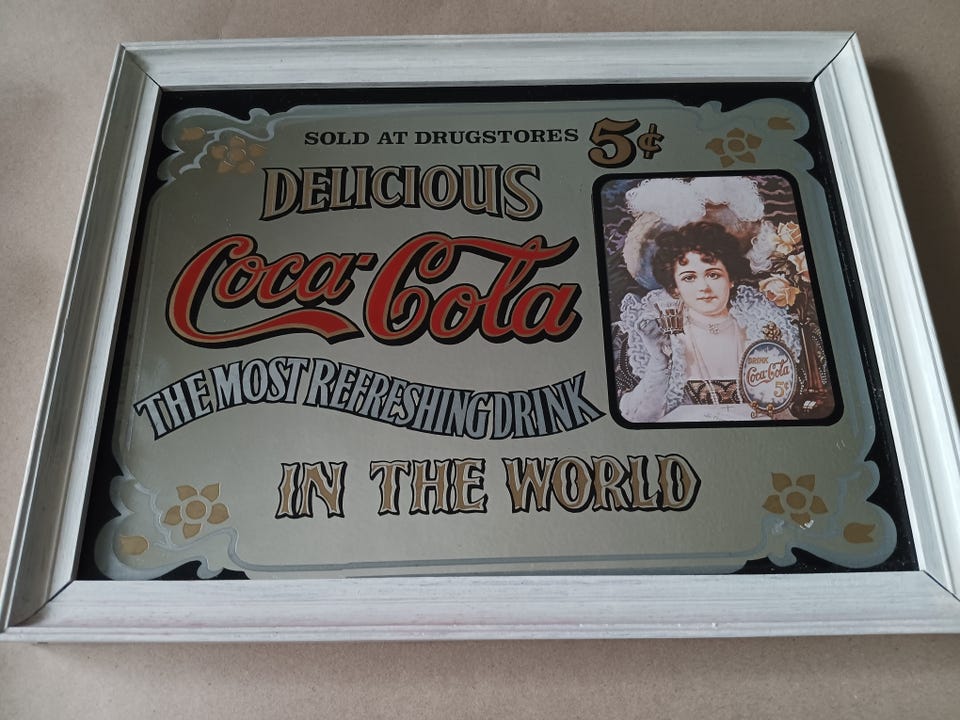 SOLD AT DRUGSTORES 5¢
DELICIOUS
Coca-Cola
THE MOST REFRESHING DRINK
IN THE WORLD
DRINK
Coca-Cola
5¢